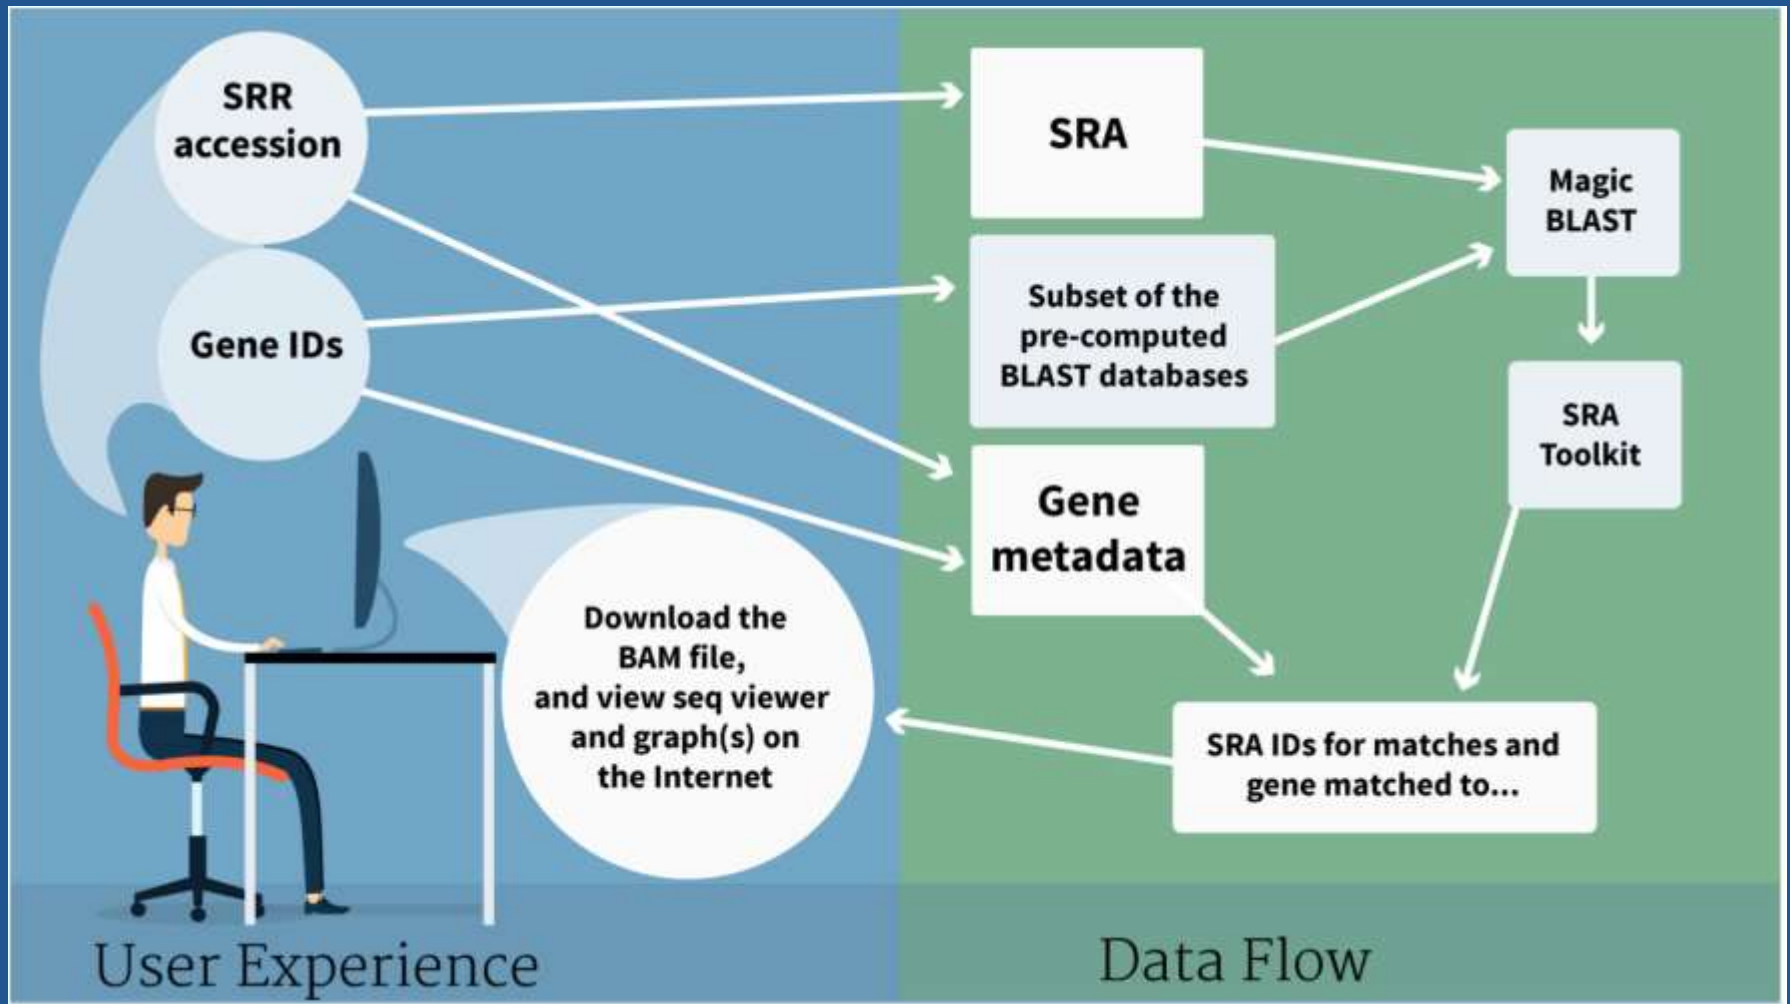 SRR
accession
Gene IDs
Download the
BAM file,
and view seq viewer
and graph(s) on
the Internet
User Experience
SRA
Subset of the
pre-computed
BLAST databases
Gene
metadata
Magic
BLAST
SRA
Toolkit
SRA IDs for matches and
gene matched to...
Data Flow